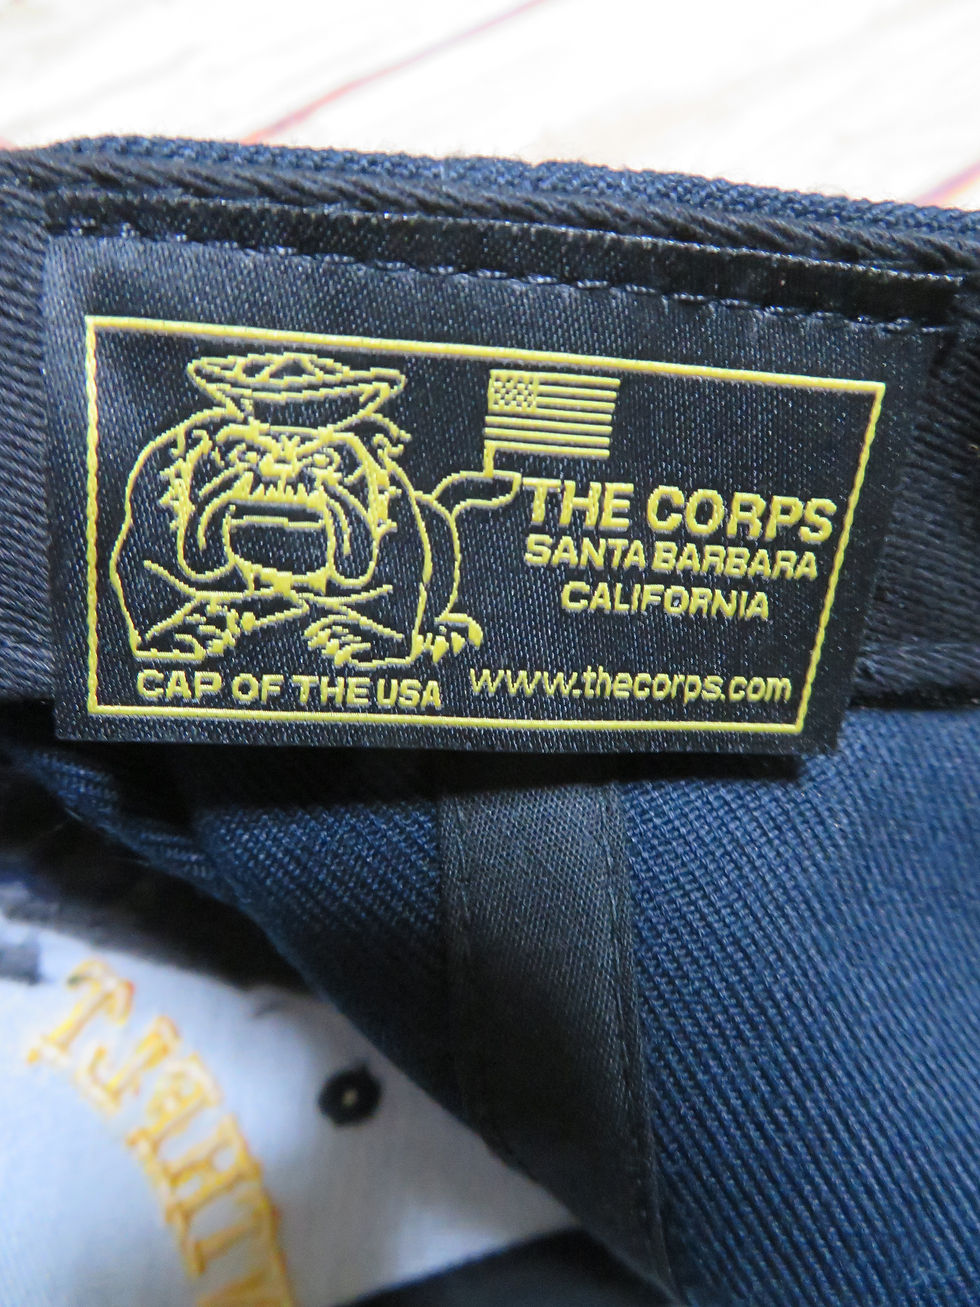 THE CORPS
SANTA BARBARA
CALIFORNIA
CAP OF THE USA
www.thecorps.com